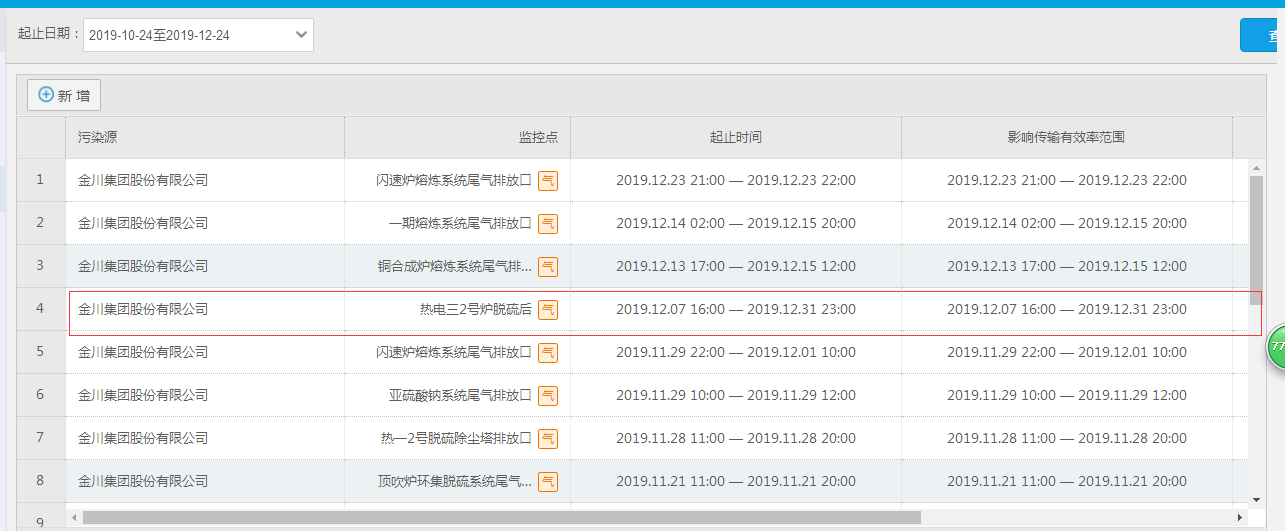 起止日期： 2019-10-24至2019-12-24
新 增
污染源 监控点 起止时间 影响传输有效率范围
1 金川集团股份有限公司 闪速炉熔炼系统尾气排放口 气 2019.12.23 21:00 — 2019.12.23 22:00 2019.12.23 21:00 — 2019.12.23 22:00
2 金川集团股份有限公司 一期熔炼系统尾气排放口 气 2019.12.14 02:00 — 2019.12.15 20:00 2019.12.14 02:00 — 2019.12.15 20:00
3 金川集团股份有限公司 铜合成炉熔炼系统尾气排... 气 2019.12.13 17:00 — 2019.12.15 12:00 2019.12.13 17:00 — 2019.12.15 12:00
4 金川集团股份有限公司 热电三2号炉脱硫后 气 2019.12.07 16:00 — 2019.12.31 23:00 2019.12.07 16:00 — 2019.12.31 23:00
77
5 金川集团股份有限公司 闪速炉熔炼系统尾气排放口 气 2019.11.29 22:00 — 2019.12.01 10:00 2019.11.29 22:00 — 2019.12.01 10:00
6 金川集团股份有限公司 亚硫酸钠系统尾气排放口 气 2019.11.29 10:00 — 2019.11.29 12:00 2019.11.29 10:00 — 2019.11.29 12:00
7 金川集团股份有限公司 热一2号脱硫除尘塔排放口 气 2019.11.28 11:00 — 2019.11.28 20:00 2019.11.28 11:00 — 2019.11.28 20:00
8 金川集团股份有限公司 顶吹炉环集脱硫系统尾气... 气 2019.11.21 11:00 — 2019.11.21 20:00 2019.11.21 11:00 — 2019.11.21 20:00
9